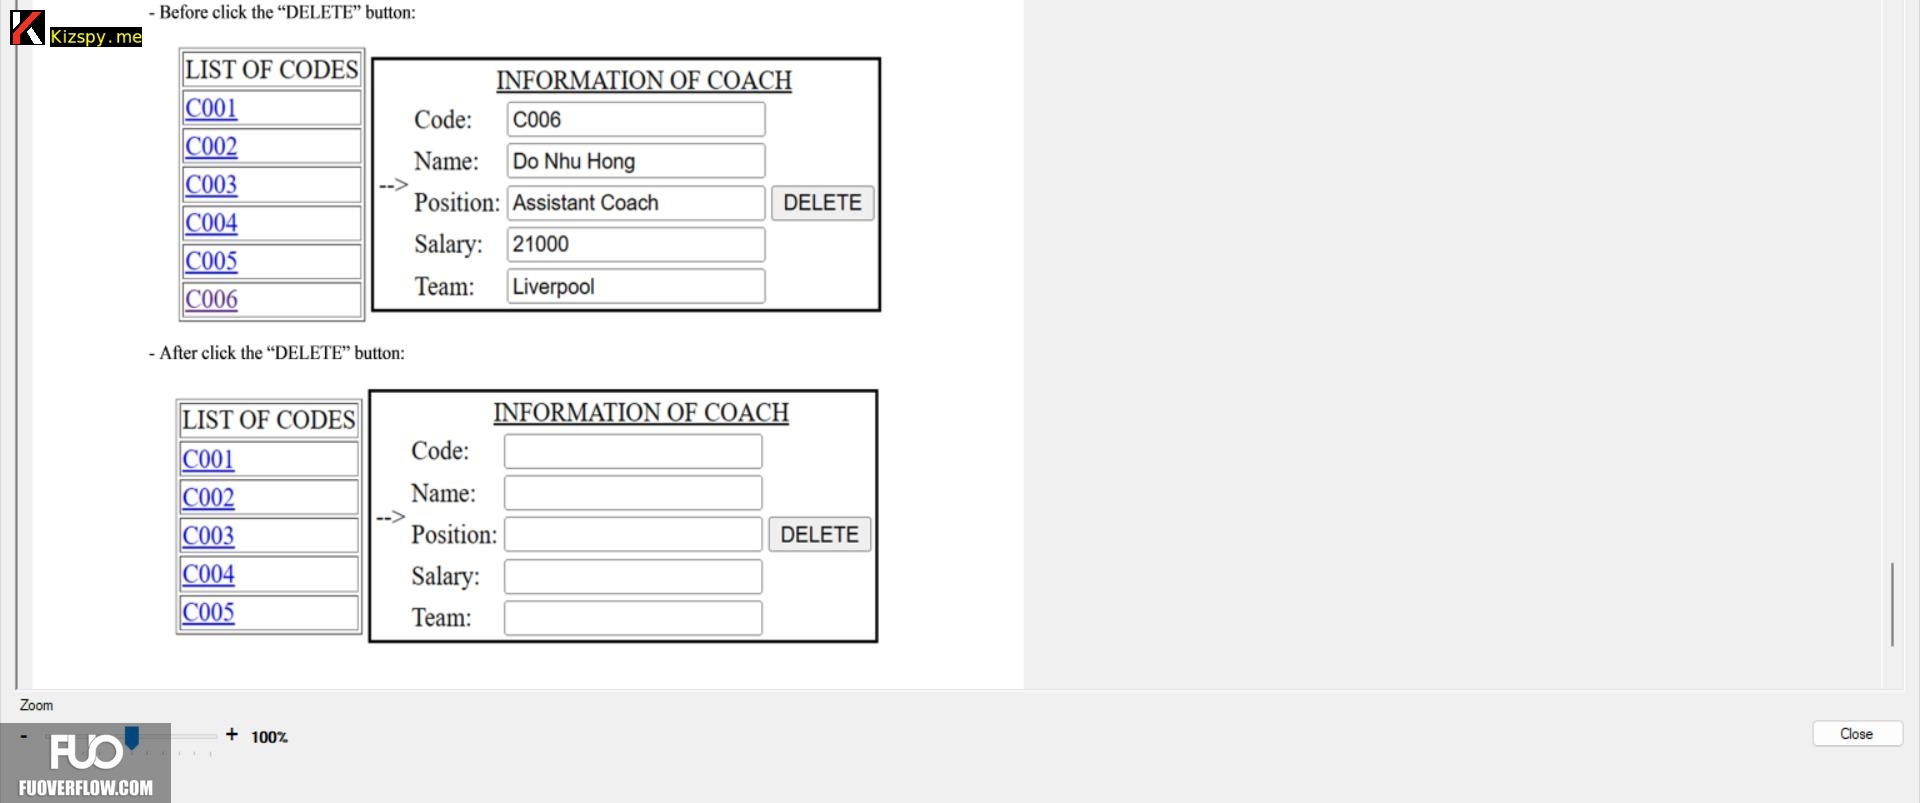 Kizspy.me
- Before click the “DELETE” button:
LIST OF CODES
C001
C002
C003
C004
C005
C006
-->
INFORMATION OF COACH
Code: C006
Name: Do Nhu Hong
Position: Assistant Coach DELETE
Salary: 21000
Team: Liverpool
- After click the “DELETE” button:
LIST OF CODES
C001
C002
C003
C004
C005
-->
INFORMATION OF COACH
Code:
Name:
Position: DELETE
Salary:
Team:
Zoom
- + 100%
Close
FUO
FUOVERFLOW.COM